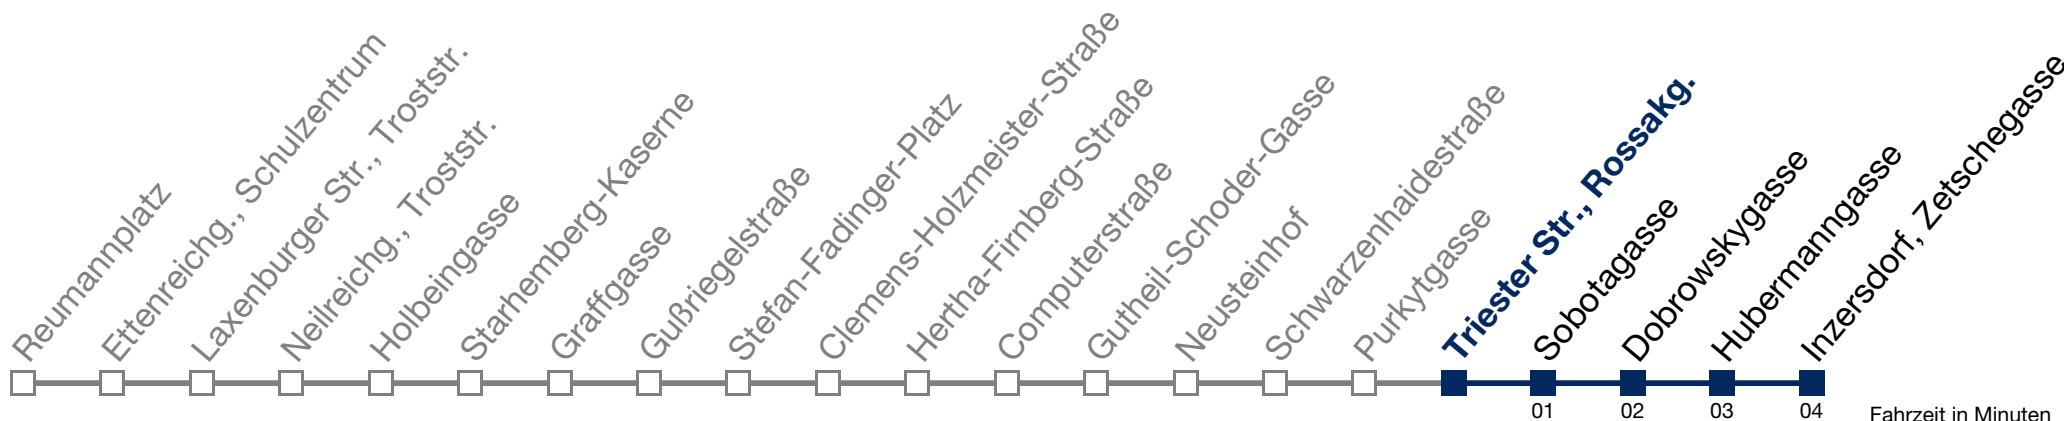 Reumannplatz
Ettenreichg., Schulzentrum
Laxenburger Str., Troststr.
Neilreichg., Troststr.
Holbeingasse
Starhemberg-Kaserne
Graffgasse
Gußriegelstraße
Stefan-Fadinger-Platz
Clemens-Holzmeister-Straße
Hertha-Firnberg-Straße
Computerstraße
Gutheil-Schoder-Gasse
Neusteinhof
Schwarzenhaidestraße
Purkytgasse
Triester Str., Rossakg.
Sobotagasse
Dobrowskygasse
Hubermanngasse
Inzersdorf, Zetschegasse
01
02
03
04
Fahrzeit in Minuten